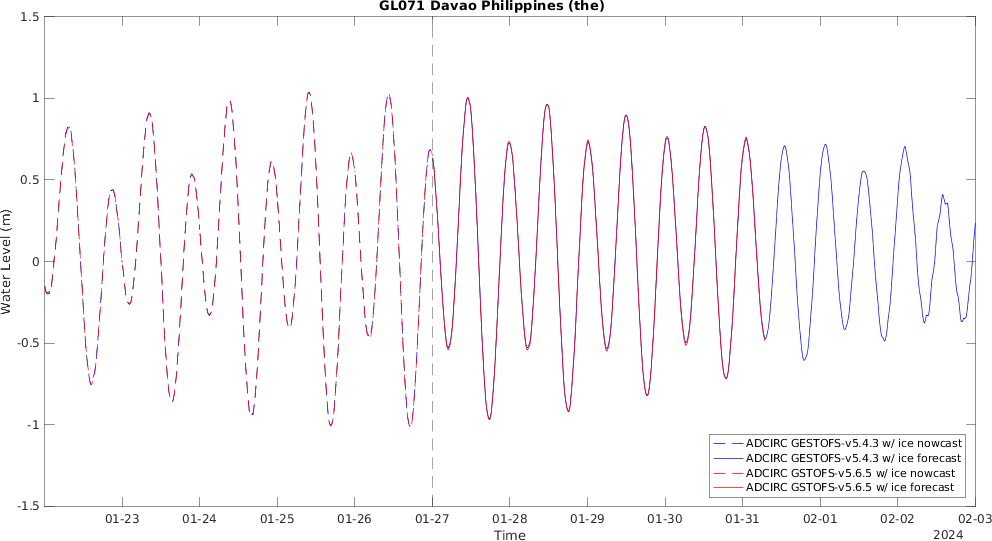 GL071 Davao Philippines (the)
1.5
1
0.5
0
-0.5
-1
-1.5
Water Level (m)
01-23 01-24 01-25 01-26 01-27 01-28 01-29 01-30 01-31 02-01 02-02 02-03
Time
2024
ADCIRC GESTOFS-v5.4.3 w/ ice nowcast
ADCIRC GESTOFS-v5.4.3 w/ ice forecast
ADCIRC GSTOFS-v5.6.5 w/ ice nowcast
ADCIRC GSTOFS-v5.6.5 w/ ice forecast